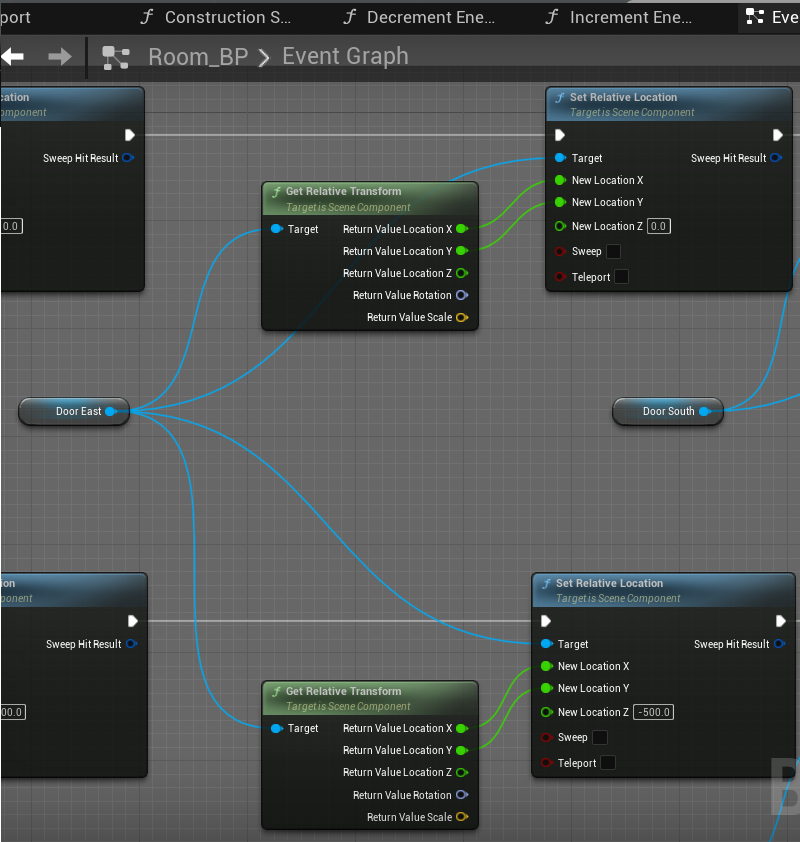 port
Construction S...
Decrement Ene...
Increment Ene...
Eve
Room_BP
Event Graph
cation
mponent
Sweep Hit Result
0.0
Get Relative Transform
Target is Scene Component
Target
Return Value Location X
Return Value Location Y
Return Value Location Z
Return Value Rotation
Return Value Scale
Set Relative Location
Target is Scene Component
Target
Sweep Hit Result
New Location X
New Location Y
New Location Z 0.0
Sweep
Teleport
Door East
Door South
ion
ponent
Sweep Hit Result
00.0
Get Relative Transform
Target is Scene Component
Target
Return Value Location X
Return Value Location Y
Return Value Location Z
Return Value Rotation
Return Value Scale
Set Relative Location
Target is Scene Component
Target
Sweep Hit Result
New Location X
New Location Y
New Location Z -500.0
Sweep
Teleport
B